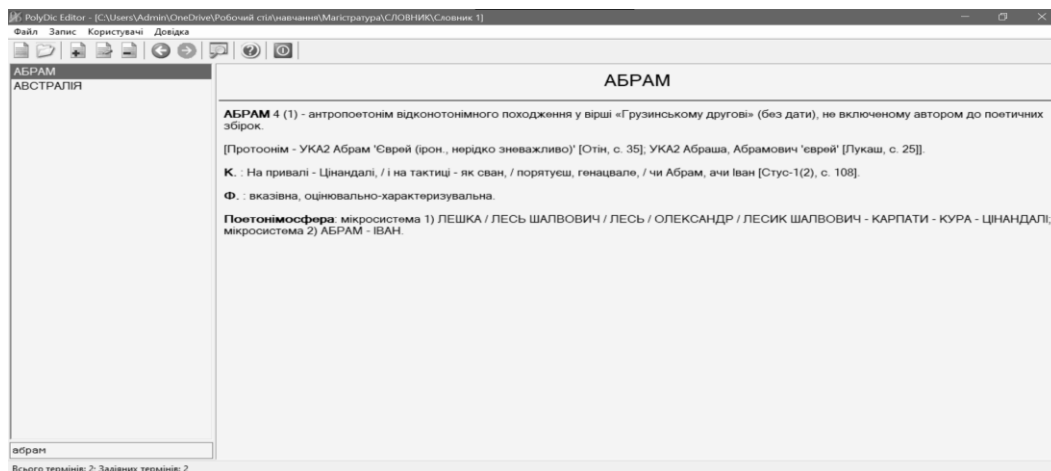 PolyDic Editor - [C:\Users\Admin\OneDrive\Робочий стіл\навчання\Магістратура\СЛОВНИК\Словник 1]
Файл Запис Користувачі Довідка
АБРАМ
АВСТРАЛІЯ
АБРАМ
АБРАМ 4 (1) - антропоетонім відконотонімного походження у вірші «Грузинському другові» (без дати), не включеному автором до поетичних
збірок.
[Протоонім - УКА2 Абрам 'Єврей (ірон., нерідко зневажливо)' [Отін, с. 35]; УКА2 Абраша, Абрамович 'єврей' [Лукаш, с. 25]].
К. : На привалі - Цінандалі, / і на тактиці - як сван, / порятуєш, генацвале, / чи Абрам, ачи Іван [Стус-1(2), с. 108].
Ф. : вказівна, оцінювально-характеризувальна.
Поетонімосфера: мікросистема 1) ЛЕШКА / ЛЕСЬ ШАЛВОВИЧ / ЛЕСЬ / ОЛЕКСАНДР / ЛЕСИК ШАЛВОВИЧ - КАРПАТИ - КУРА - ЦІНАНДАЛІ;
мікросистема 2) АБРАМ - ІВАН.
абрам
Всього термінів: 2; Задіяних термінів: 2